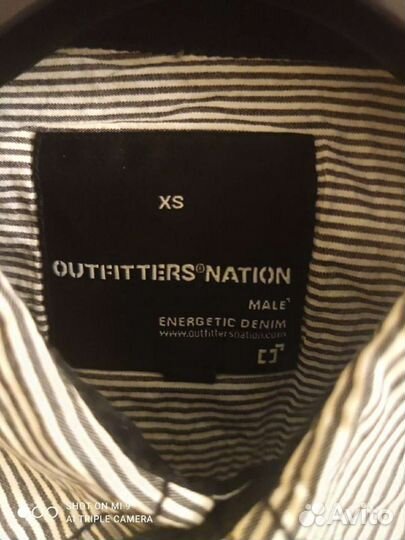 XS
OUTFITTERS®NATION
MALE
ENERGETIC DENIM
www.outfittersnation.com
SHOT ON MI 9
AI TRIPLE CAMERA
Avito